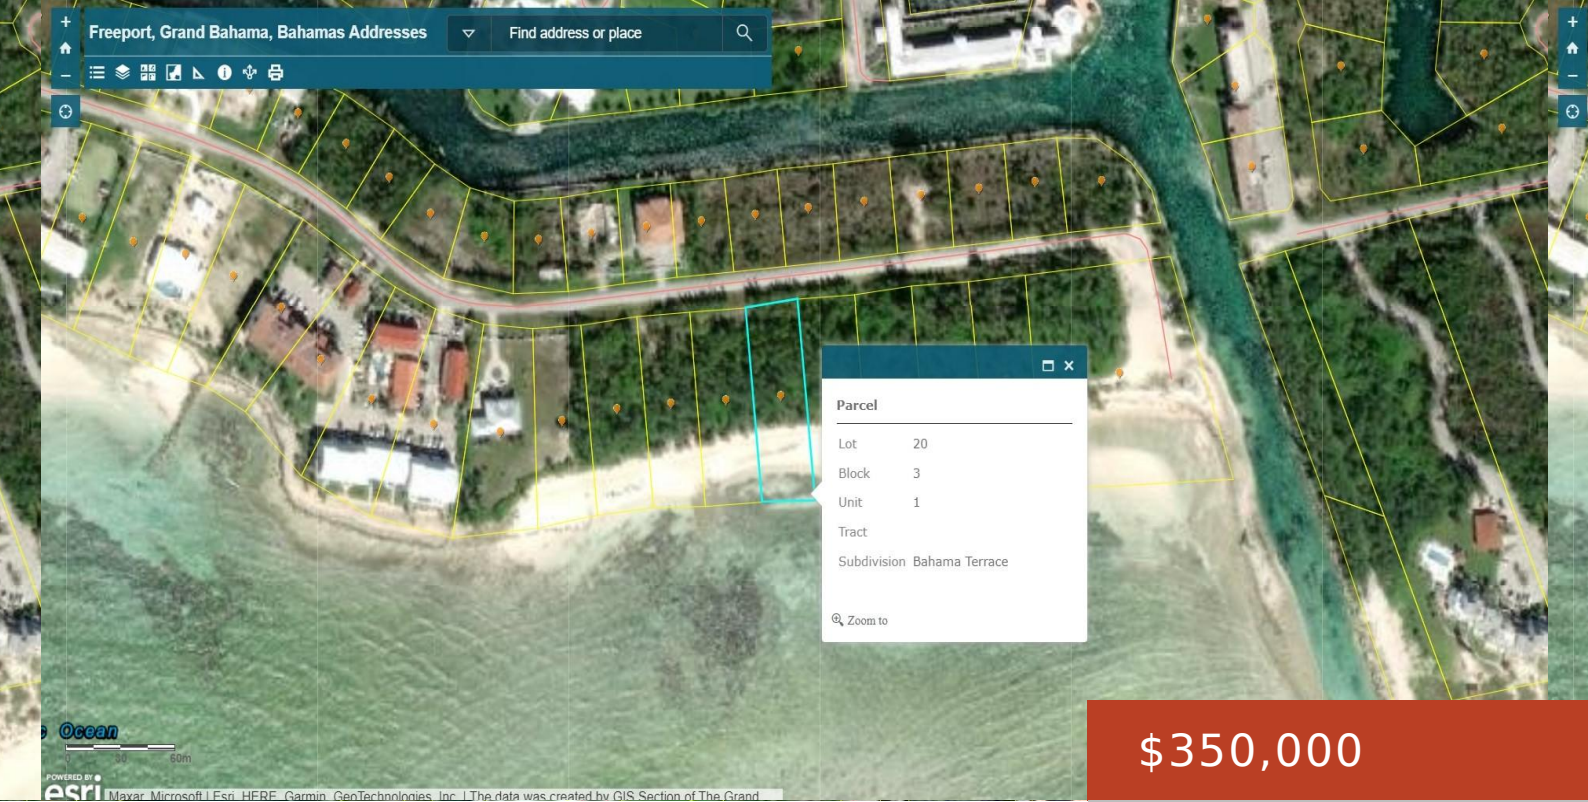 Freeport, Grand Bahama, Bahamas Addresses
Find address or place
Parcel
Lot 20
Block 3
Unit 1
Tract
Subdivision Bahama Terrace
Zoom to
Ocean
60m
POWERED BY
esri
Maxar, Microsoft | Esri, HERE, Garmin, GeoTechnologies, Inc. | The data was created by GIS Section of The Grand
$350,000